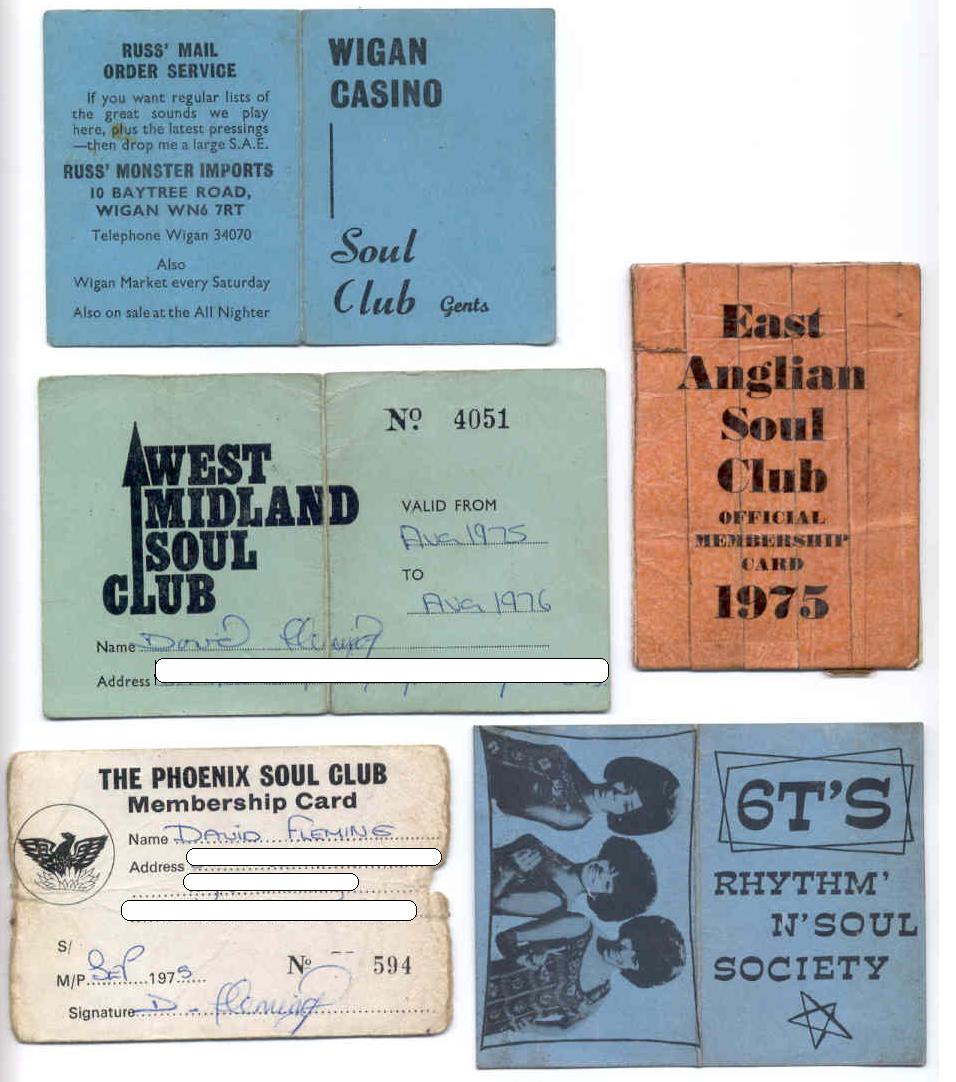 RUSS' MAIL
ORDER SERVICE
If you want regular lists of
the great sounds we play
here, plus the latest pressings
—then drop me a large S.A.E.
RUSS' MONSTER IMPORTS
10 BAYTREE ROAD,
WIGAN WN6 7RT
Telephone Wigan 34070
Also
Wigan Market every Saturday
Also on sale at the All Nighter
WIGAN
CASINO
Soul
Club Gents
East
Anglian
Soul
Club
OFFICIAL
MEMBERSHIP
CARD
1975
WEST
MIDLAND
SOUL
CLUB
No. 4051
VALID FROM
Aug 1975
TO
Aug 1976
Name David Fleming
Address
THE PHOENIX SOUL CLUB
Membership Card
Name DAVID FLEMING
Address
S/
M/P SEP 1975
No -- 594
Signature D. Fleming
6T'S
RHYTHM'
N'SOUL
SOCIETY